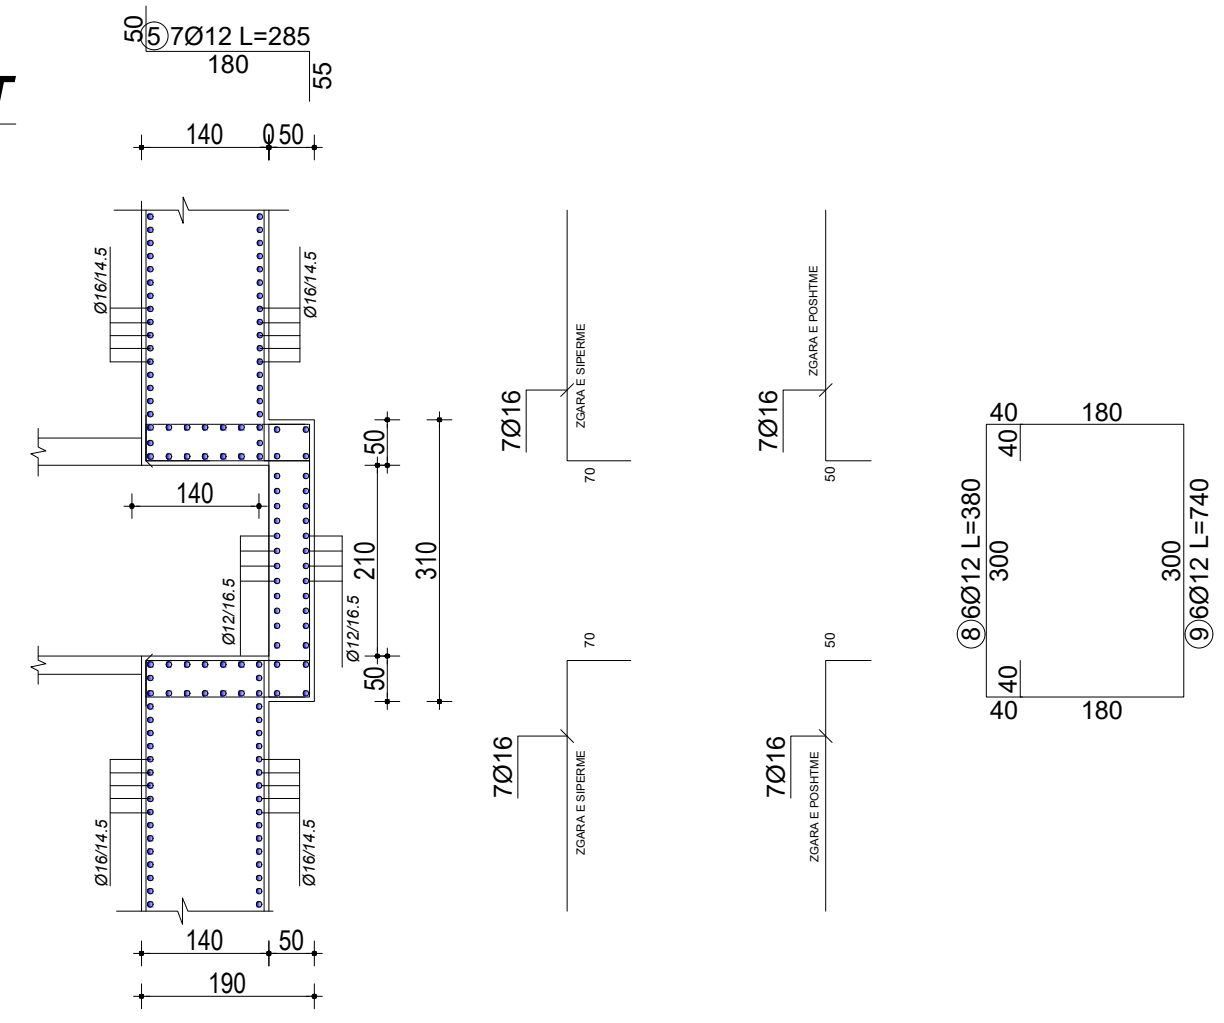 50
5 7Ø12 L=285
180
55
T
140 0 50
Ø16/14.5
Ø16/14.5
ZGARA E SIPERME
7Ø16
70
ZGARA E POSHTME
7Ø16
50
50
140
210
310
Ø12/16.5
Ø12/16.5
50
40 180
40
8 6Ø12 L=380
300
300
9 6Ø12 L=740
40
40 180
70
7Ø16
ZGARA E SIPERME
50
7Ø16
ZGARA E POSHTME
Ø16/14.5
Ø16/14.5
140 50
190